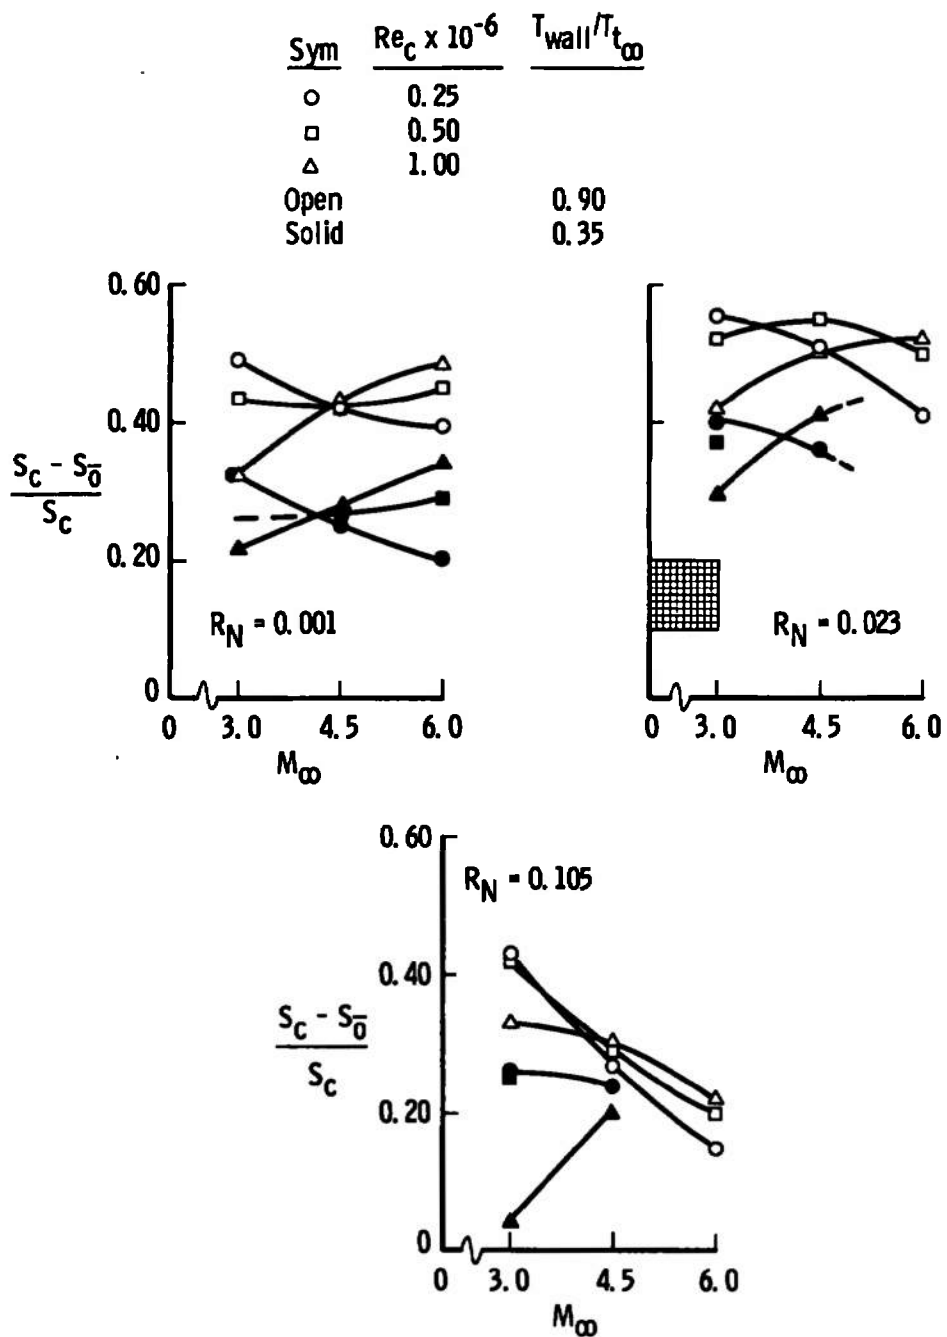 Sym Re_c x 10^-6 T_wall/T_t∞
○ 0.25
□ 0.50
△ 1.00
Open 0.90
Solid 0.35
0.60
0.40
S_c - S_0̄
S_c
0.20
R_N = 0.001
0
0 3.0 4.5 6.0
M_∞
R_N = 0.023
0 3.0 4.5 6.0
M_∞
0.60
R_N = 0.105
0.40
S_c - S_0̄
S_c
0.20
0
0 3.0 4.5 6.0
M_∞